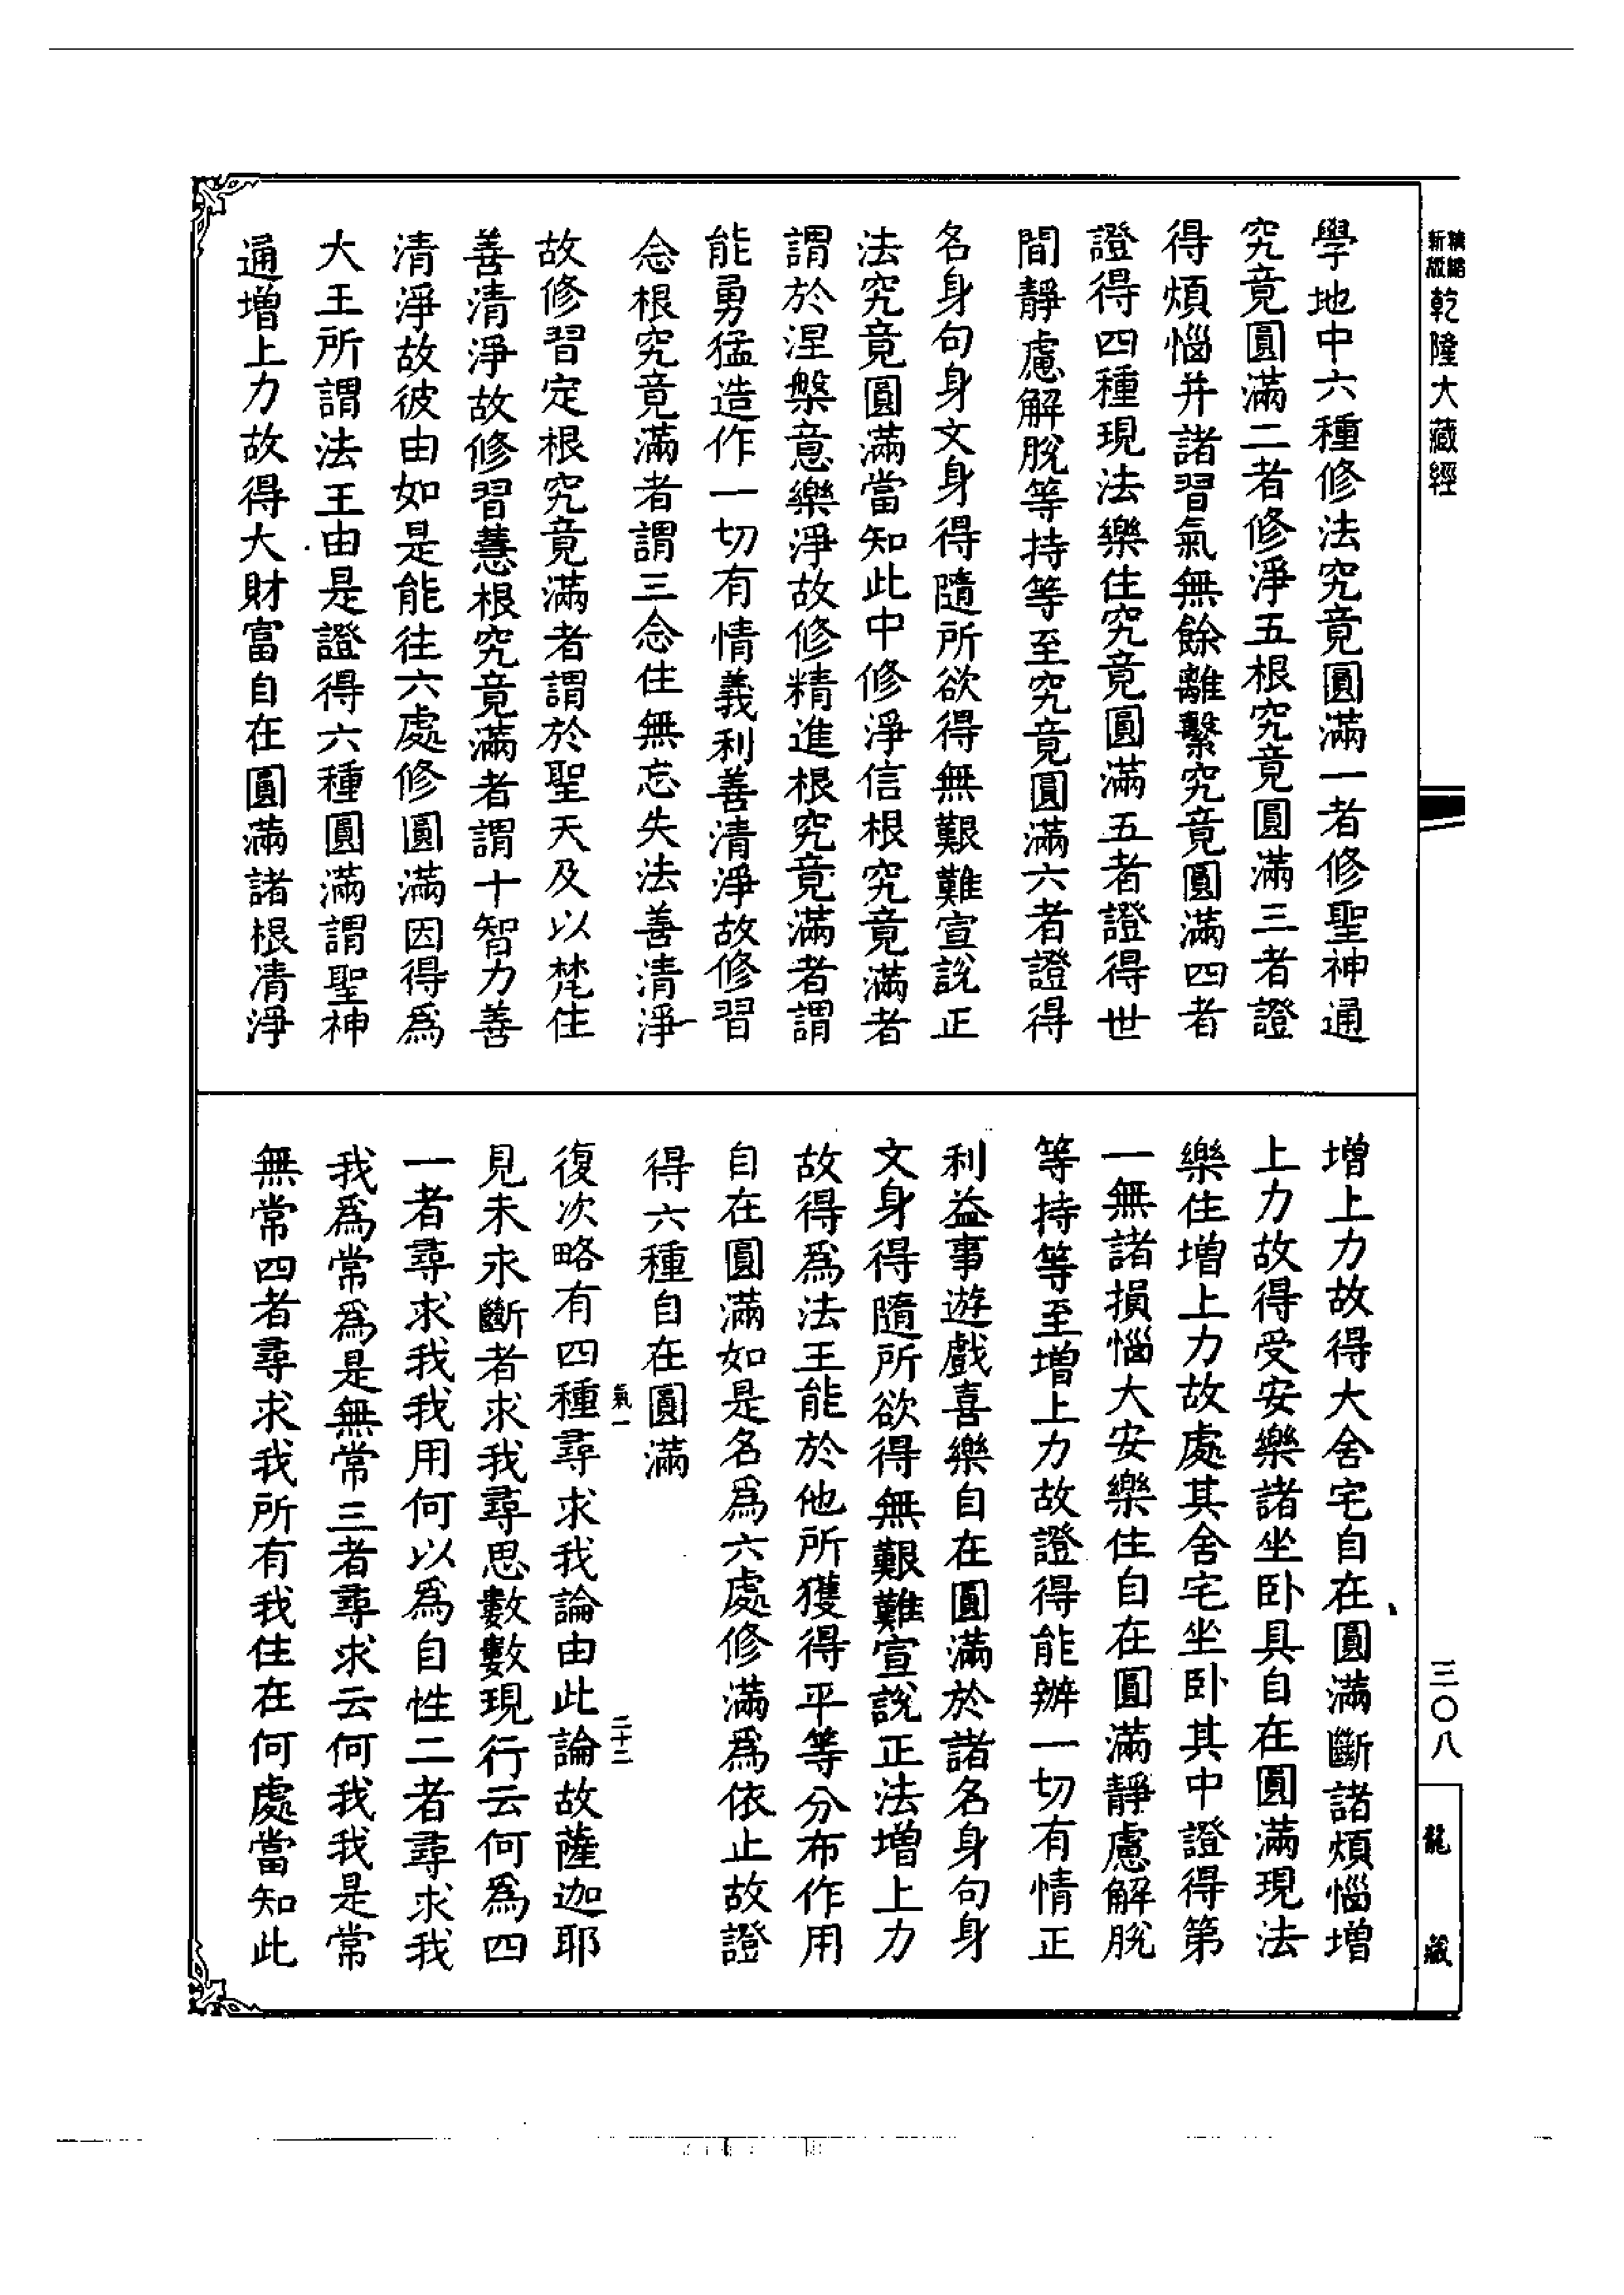 新縮
版縮
乾隆大藏經
學地中六種修法究竟圓滿一者修聖神通
究竟圓滿二者修淨五根究竟圓滿三者證
得煩惱并諸習氣無餘離繫究竟圓滿四者
證得四種現法樂住究竟圓滿五者證得世
間靜慮解脫等持等至究竟圓滿六者證得
名身句身文身得隨所欲得無艱難宣說正
法究竟圓滿當知此中修淨信根究竟滿者
謂於涅槃意樂淨故修精進根究竟滿者謂
能勇猛造作一切有情義利善清淨故修習
念根究竟滿者謂三念住無忘失法善清淨
故修習定根究竟滿者謂於聖天及以梵住
善清淨故修習慧根究竟滿者謂十智力善
清淨故彼由如是能往六處修圓滿因得為
大王所謂法王由是證得六種圓滿謂聖神
通增上力故得大財富自在圓滿諸根清淨
增上力故得大舍宅自在圓滿斷諸煩惱增
上力故得受安樂諸坐臥具自在圓滿現法
樂住增上力故處其舍宅坐臥其中證得第
一無諸損惱大安樂住自在圓滿靜慮解脫
等持等至增上力故證得能辦一切有情正
利益事遊戲喜樂自在圓滿於諸名身句身
文身得隨所欲得無艱難宣說正法增上力
故得為法王能於他所獲得平等分布作用
自在圓滿如是名為六處修滿為依止故證
得六種自在圓滿
氣一
二十二
復次略有四種尋求我論由此論故薩迦耶
見未永斷者求我尋思數數現行云何為四
一者尋求我我用何以為自性二者尋求我
我為常為是無常三者尋求云何我我是常
無常四者尋求我所有我住在何處當知此
三〇八
龍藏